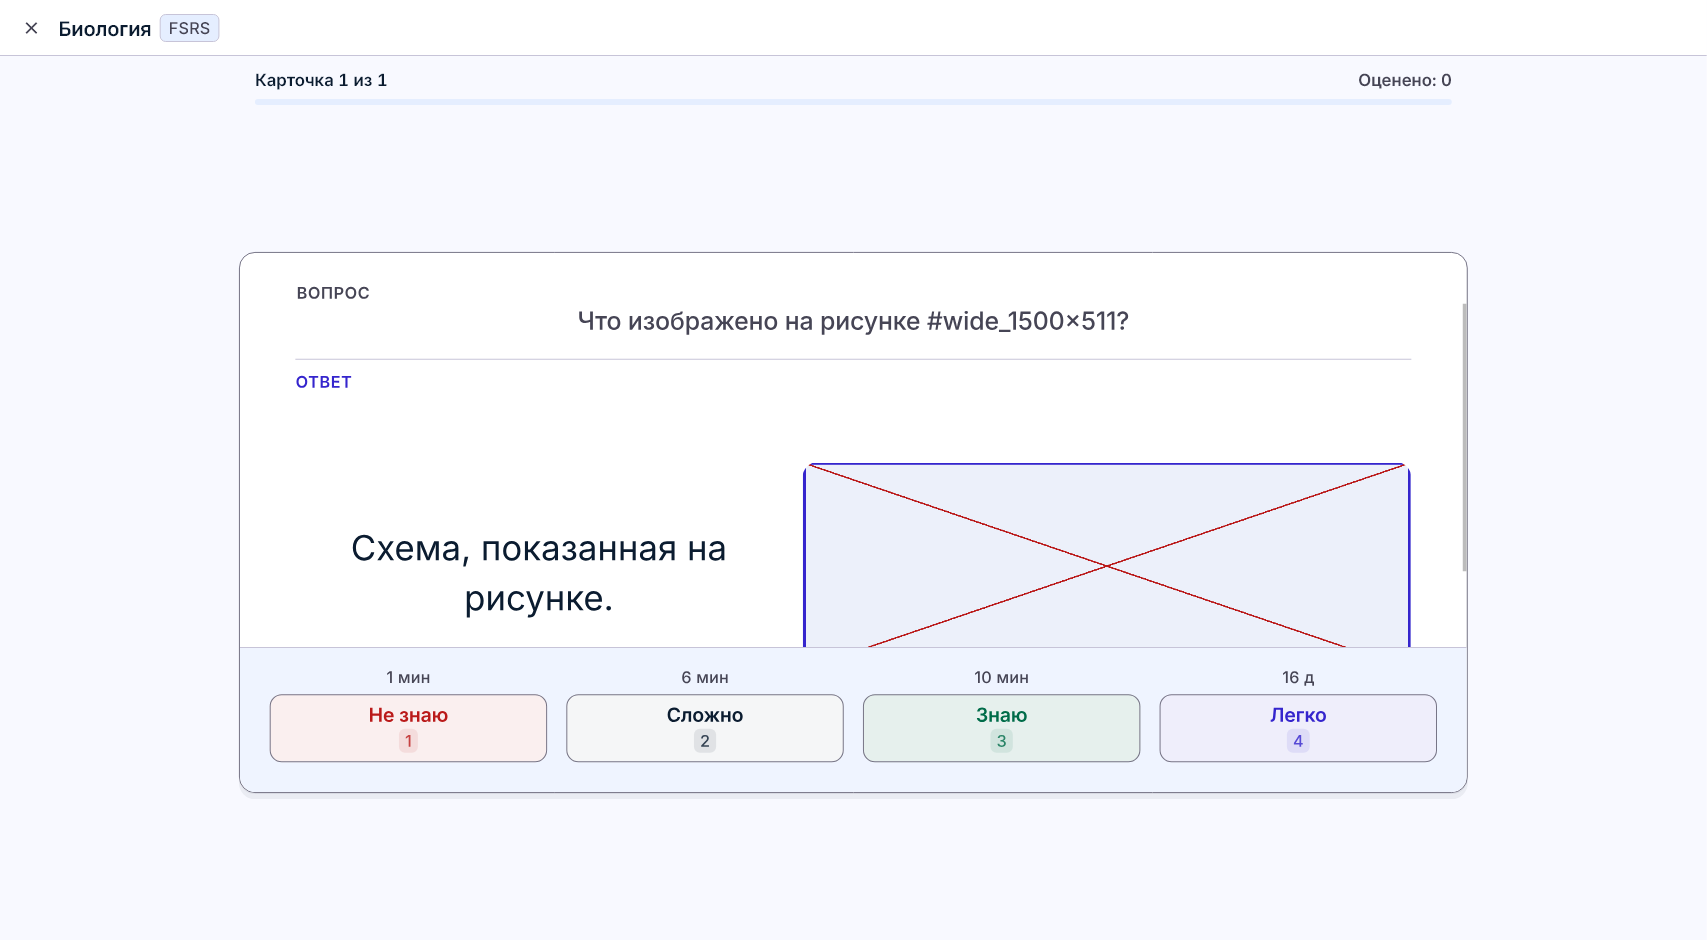 Биология FSRS
Карточка 1 из 1
Оценено: 0
ВОПРОС
Что изображено на рисунке #wide_1500×511?
ОТВЕТ
Схема, показанная на
рисунке.
1 мин
6 мин
10 мин
16 д
Не знаю
Сложно
Знаю
Легко
1
2
3
4